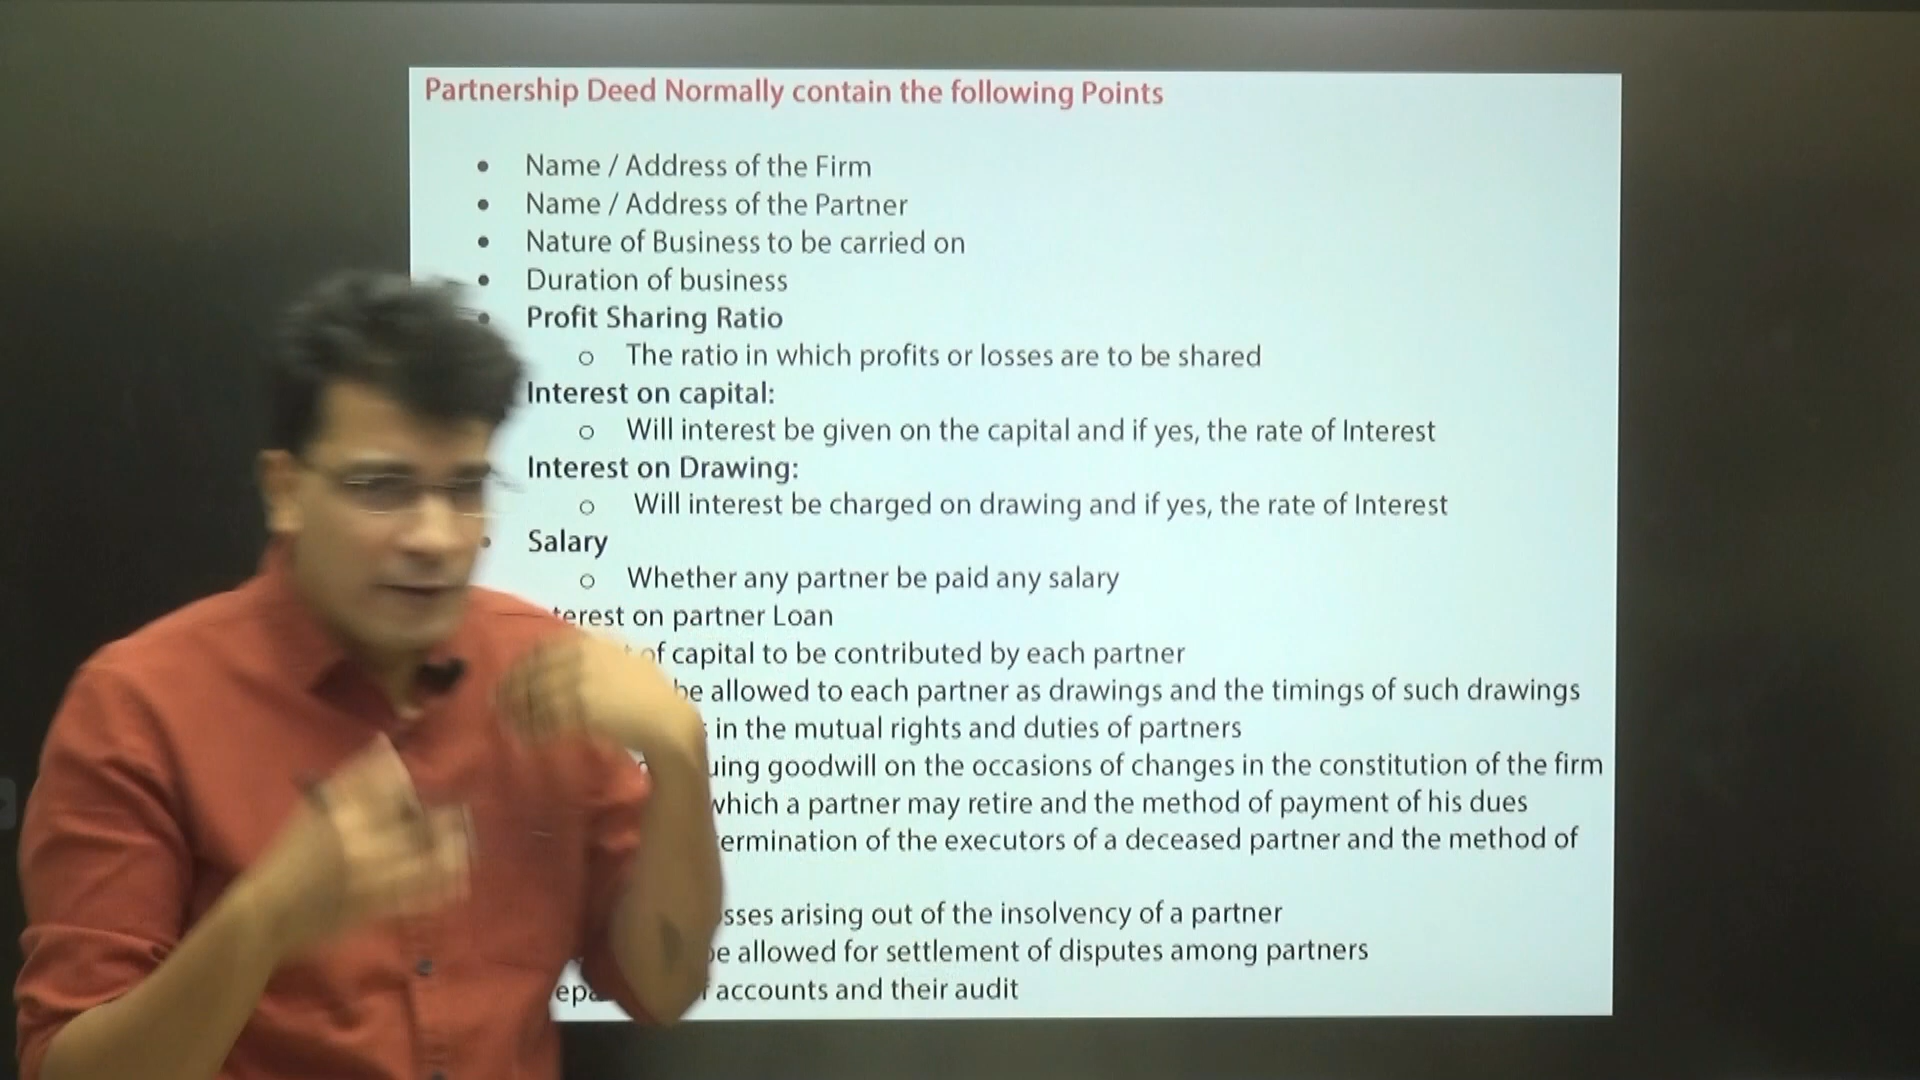 Partnership Deed Normally contain the following Points
• Name / Address of the Firm
• Name / Address of the Partner
• Nature of Business to be carried on
• Duration of business
• Profit Sharing Ratio
o The ratio in which profits or losses are to be shared
Interest on capital:
o Will interest be given on the capital and if yes, the rate of Interest
Interest on Drawing:
o Will interest be charged on drawing and if yes, the rate of Interest
• Salary
o Whether any partner be paid any salary
on partner Loan
of capital to be contributed by each partner
be allowed to each partner as drawings and the timings of such drawings
in the mutual rights and duties of partners
goodwill on the occasions of changes in the constitution of the firm
which a partner may retire and the method of payment of his dues
of the executors of a deceased partner and the method of
arising out of the insolvency of a partner
be allowed for settlement of disputes among partners
accounts and their audit